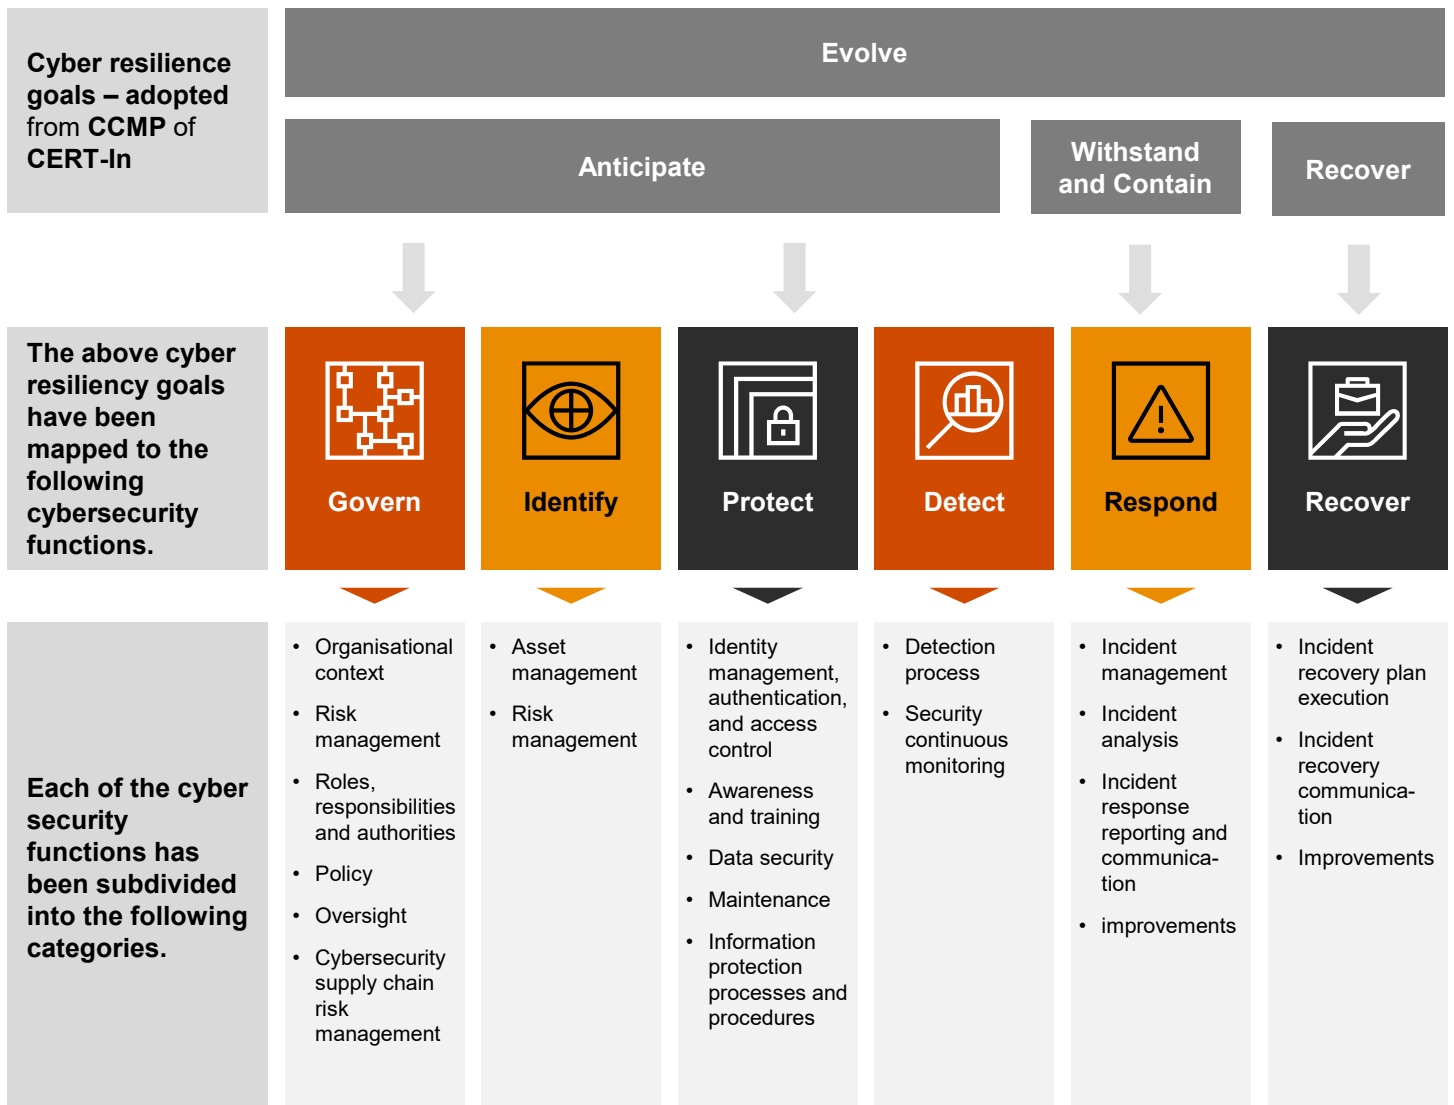 Cyber resilience
goals – adopted
from CCMP of
CERT-In
Evolve
Anticipate
Withstand
and Contain
Recover
The above cyber
resiliency goals
have been
mapped to the
following
cybersecurity
functions.
Govern
Identify
Protect
Detect
Respond
Recover
Each of the cyber
security
functions has
been subdivided
into the following
categories.
• Organisational
context
• Risk
management
• Roles,
responsibilities
and authorities
• Policy
• Oversight
• Cybersecurity
supply chain
risk
management
• Asset
management
• Risk
management
• Identity
management,
authentication,
and access
control
• Awareness
and training
• Data security
• Maintenance
• Information
protection
processes and
procedures
• Detection
process
• Security
continuous
monitoring
• Incident
management
• Incident
analysis
• Incident
response
reporting and
communica-
tion
• improvements
• Incident
recovery plan
execution
• Incident
recovery
communica-
tion
• Improvements